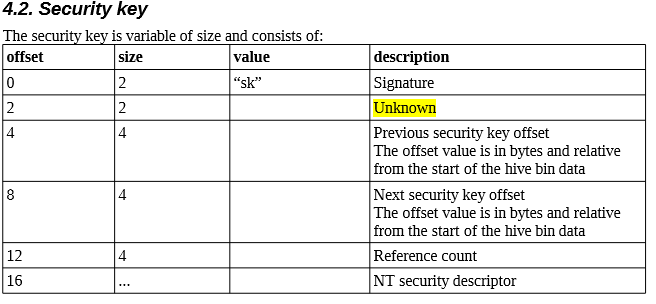 4.2. Security key
The security key is variable of size and consists of:
offset size value description
0 2 “sk” Signature
2 2 Unknown
4 4 Previous security key offset
The offset value is in bytes and relative
from the start of the hive bin data
8 4 Next security key offset
The offset value is in bytes and relative
from the start of the hive bin data
12 4 Reference count
16 ... NT security descriptor